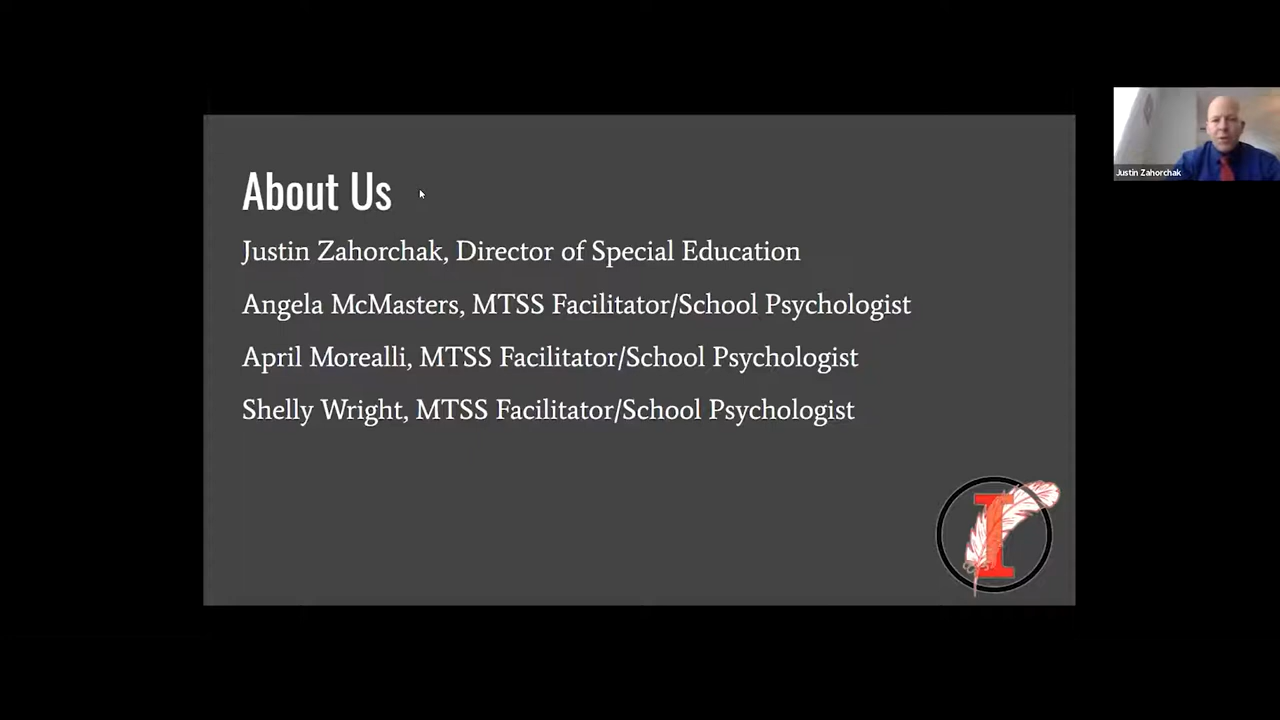 About Us
Justin Zahorchak, Director of Special Education
Angela McMasters, MTSS Facilitator/School Psychologist
April Morealli, MTSS Facilitator/School Psychologist
Shelly Wright, MTSS Facilitator/School Psychologist
I
Justin Zahorchak